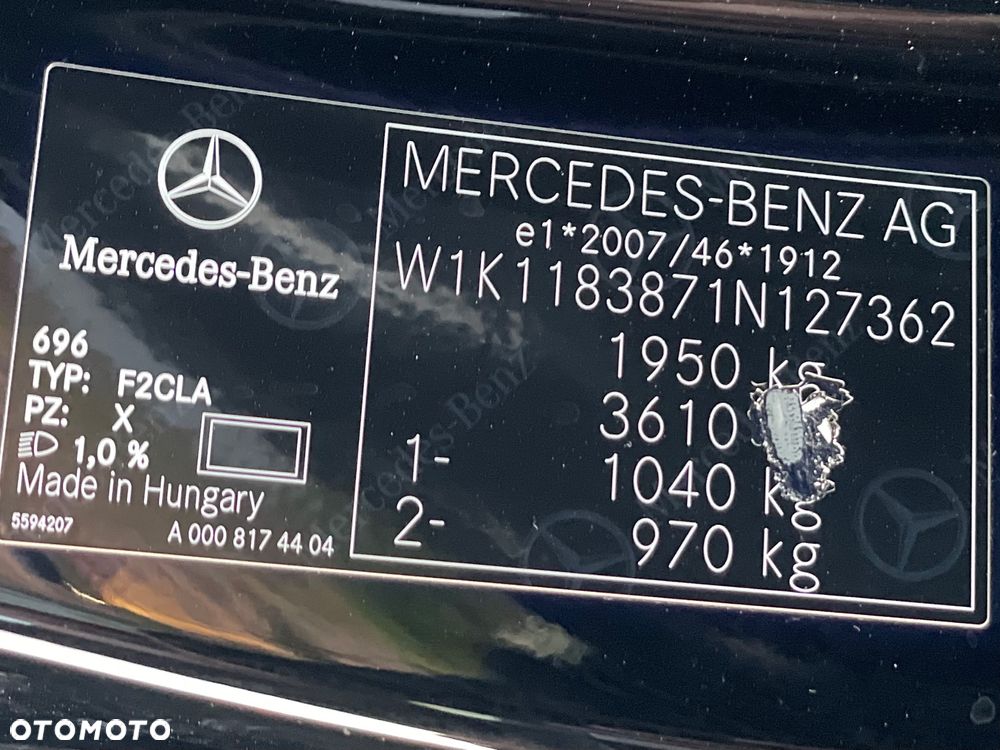 Mercedes-Benz
696
TYP: F2CLA
PZ: X
1,0 %
Made in Hungary
5594207
A 000 817 44 04
MERCEDES-BENZ AG
e1*2007/46*1912
W1K1183871N127362
1950 kg
3610
1- 1040 kg
2- 970 kg
OTOMOTO